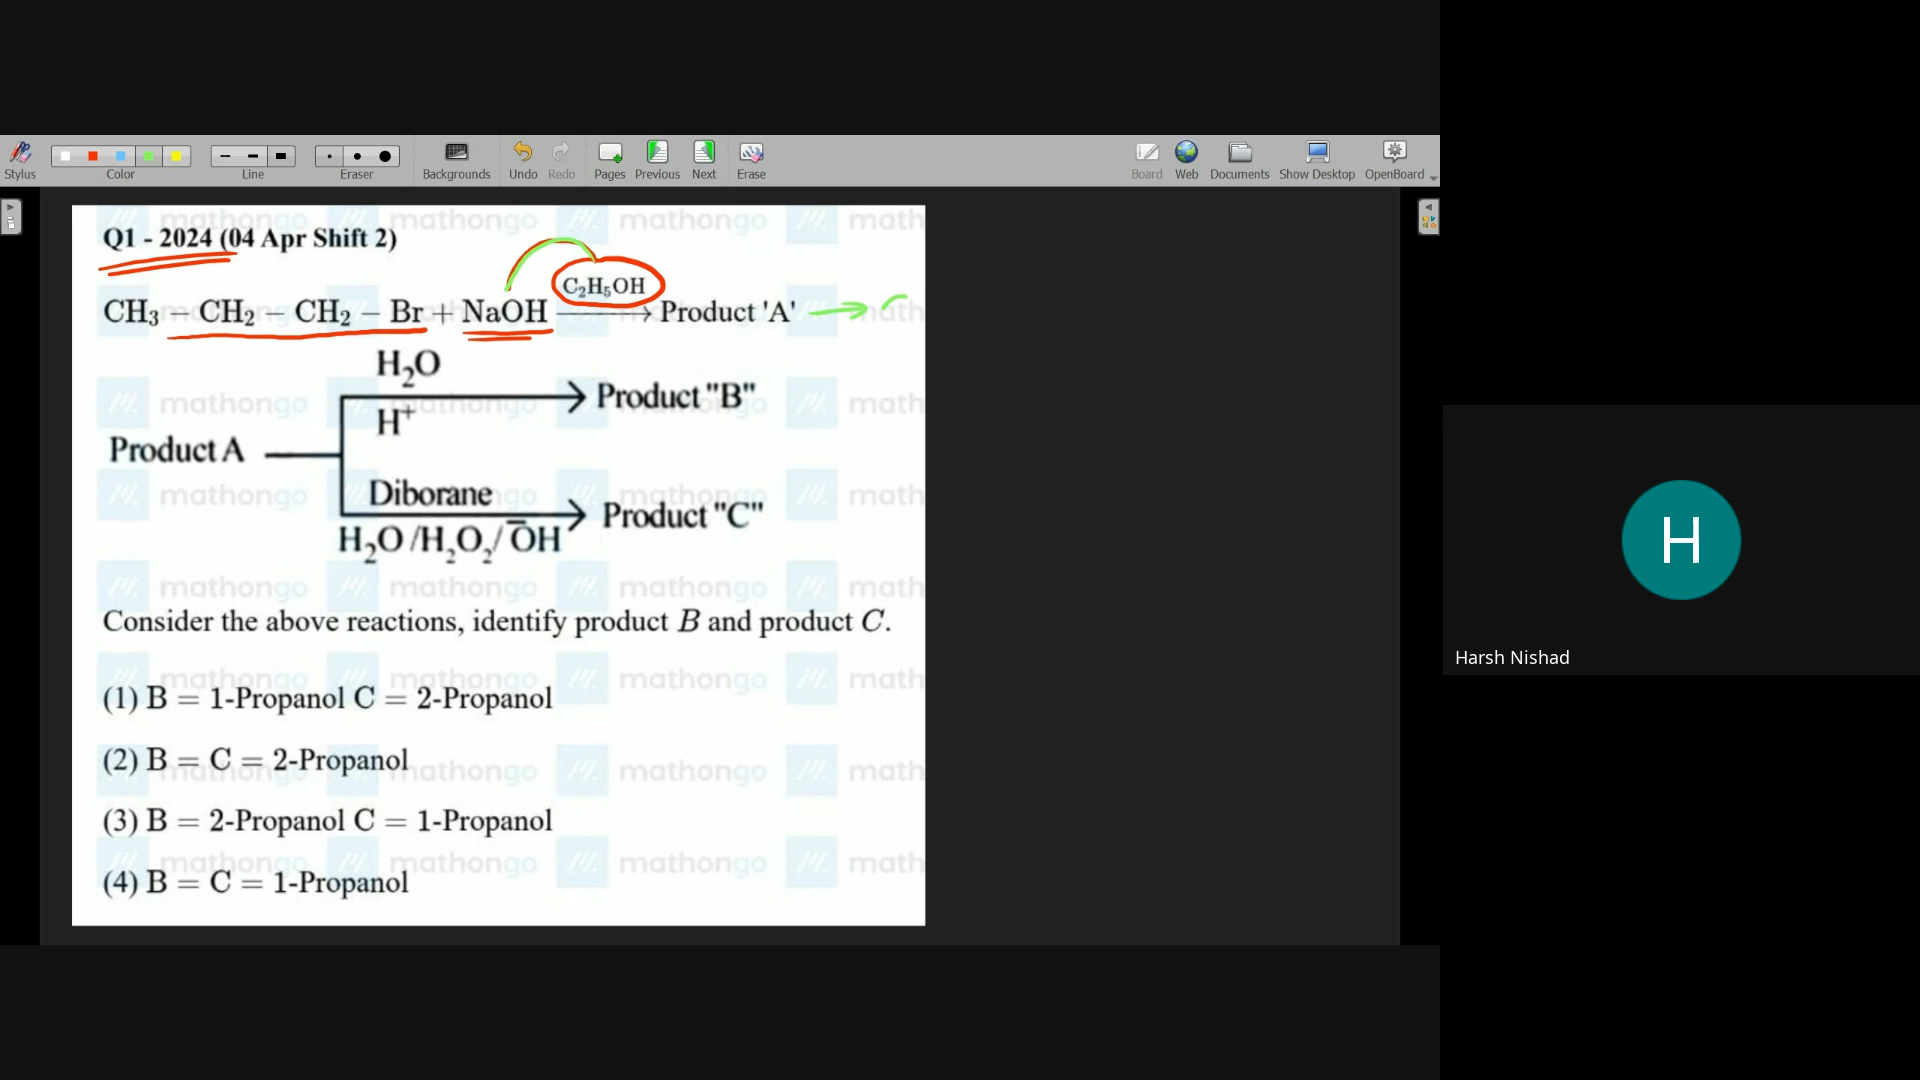 Stylus Color Line Eraser Backgrounds Undo Redo Pages Previous Next Erase Board Web Documents Show Desktop OpenBoard
Q1 - 2024 (04 Apr Shift 2)
C₂H₅OH
CH₃ − CH₂ − CH₂ − Br + NaOH ⟶ Product 'A'
H₂O
Product "B"
H⁺
Product A
Diborane
Product "C"
H₂O /H₂O₂/ O̅H
Consider the above reactions, identify product B and product C.
(1) B = 1-Propanol C = 2-Propanol
(2) B = C = 2-Propanol
(3) B = 2-Propanol C = 1-Propanol
(4) B = C = 1-Propanol
mathongo
H
Harsh Nishad